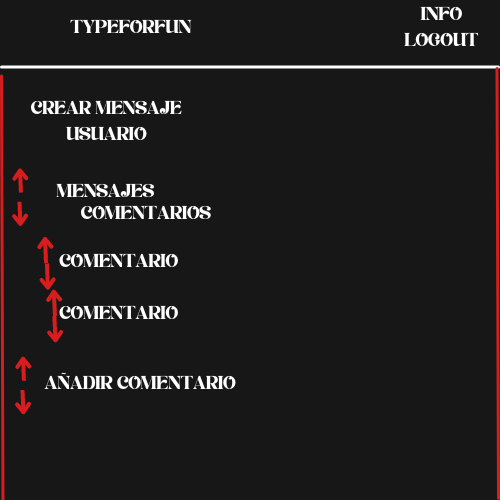 TYPEFORFUN
INFO
LOGOUT
CREAR MENSAJE
USUARIO
MENSAJES
COMENTARIOS
COMENTARIO
COMENTARIO
AÑADIR COMENTARIO